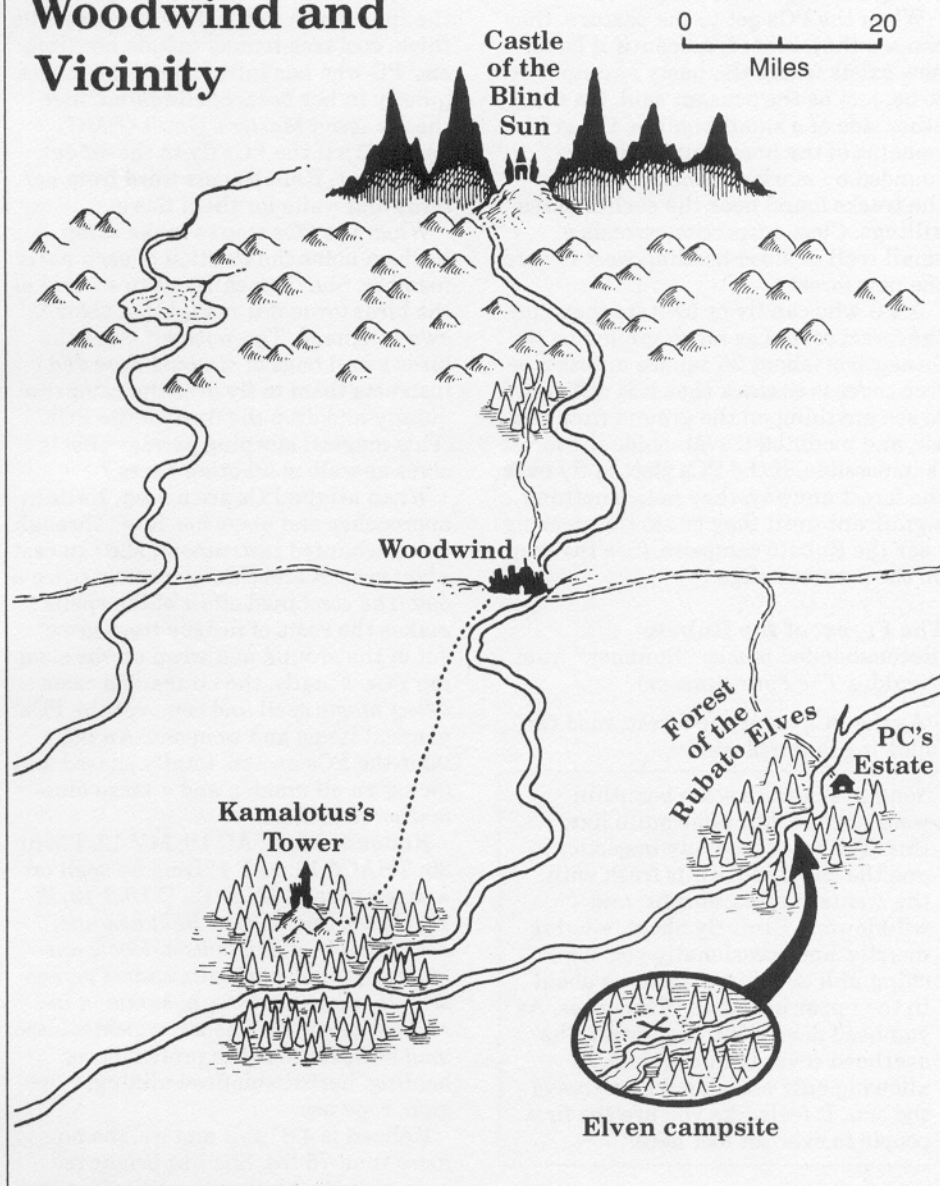 Woodwind and
Vicinity
0 20
Miles
Castle
of the
Blind
Sun
Woodwind
Forest
of the
Rubato Elves
PC's
Estate
Kamalotus's
Tower
Elven campsite